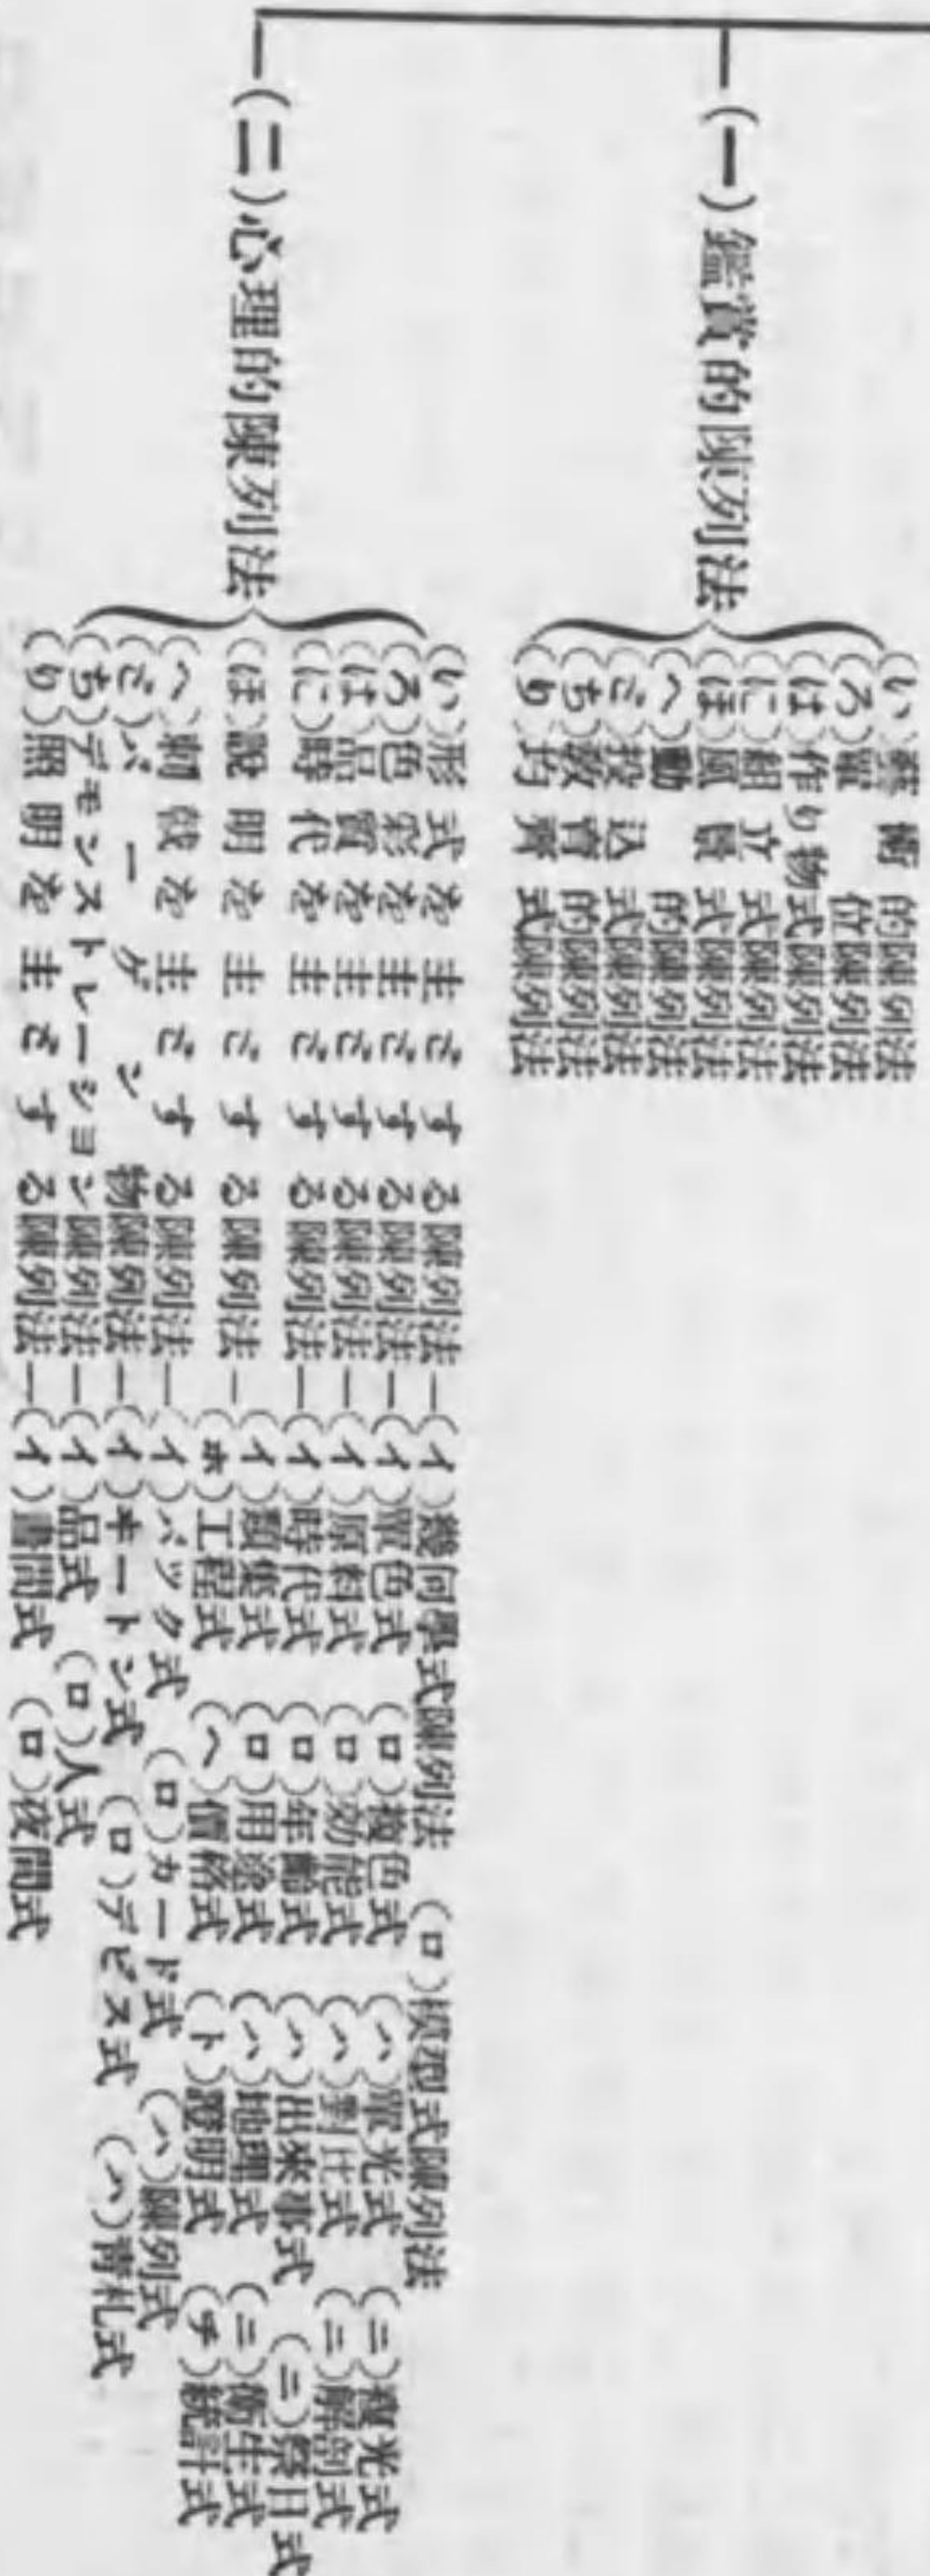 (一)鑑賞的陳列法
(い)藝術的陳列法
(ろ)單位陳列法
(は)作り物式陳列法
(に)組立式陳列法
(ほ)風景式陳列法
(へ)動的陳列法
(と)投込式陳列法
(ち)敎育的陳列法
(り)均齊式陳列法
(二)心理的陳列法
(い)形式を主とする陳列法―(イ)幾何學式陳列法 (ロ)模型式陳列法
(ろ)色彩を主とする陳列法―(イ)單色式 (ロ)複色式 (ハ)單光式 (ニ)複光式
(は)品質を主とする陳列法―(イ)原料式 (ロ)効能式 (ハ)對比式 (ニ)解剖式
(に)時代を主とする陳列法―(イ)時代式 (ロ)年齡式 (ハ)出來事式 (ニ)祭日式
(ほ)說明を主とする陳列法―(イ)類集式 (ロ)用途式 (ハ)地理式 (ニ)衞生式
(ホ)工程式 (ヘ)價格式 (ト)證明式 (チ)統計式
(へ)刺戟を主とする陳列法―(イ)バック式 (ロ)カード式 (ハ)陳列式
(と)バーゲン物陳列法―(イ)キートン式 (ロ)デビス式 (ハ)靑札式
(ち)デモンストレーション陳列法―(イ)品式 (ロ)人式
(り)照明を主とする陳列法―(イ)晝間式 (ロ)夜間式